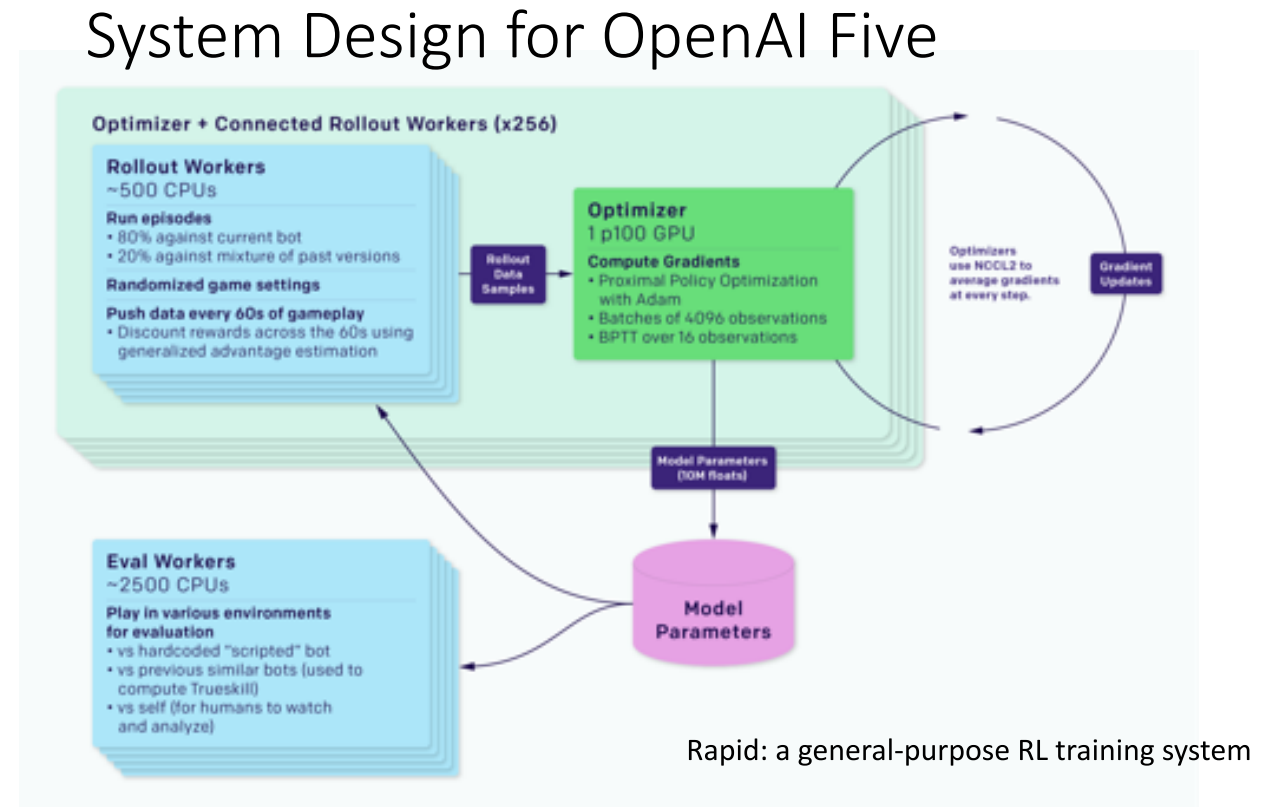 System Design for OpenAI Five
Optimizer + Connected Rollout Workers (x256)
Rollout Workers
~500 CPUs
Run episodes
• 80% against current bot
• 20% against mixture of past versions
Randomized game settings
Push data every 60s of gameplay
• Discount rewards across the 60s using
generalized advantage estimation
Rollout
Data
Samples
Optimizer
1 p100 GPU
Compute Gradients
• Proximal Policy Optimization
with Adam
• Batches of 4096 observations
• BPTT over 16 observations
Optimizers
use NCCL2 to
average gradients
at every step.
Gradient
Updates
Model Parameters
(10M floats)
Model
Parameters
Eval Workers
~2500 CPUs
Play in various environments
for evaluation
• vs hardcoded "scripted" bot
• vs previous similar bots (used to
compute Trueskill)
• vs self (for humans to watch
and analyze)
Rapid: a general-purpose RL training system